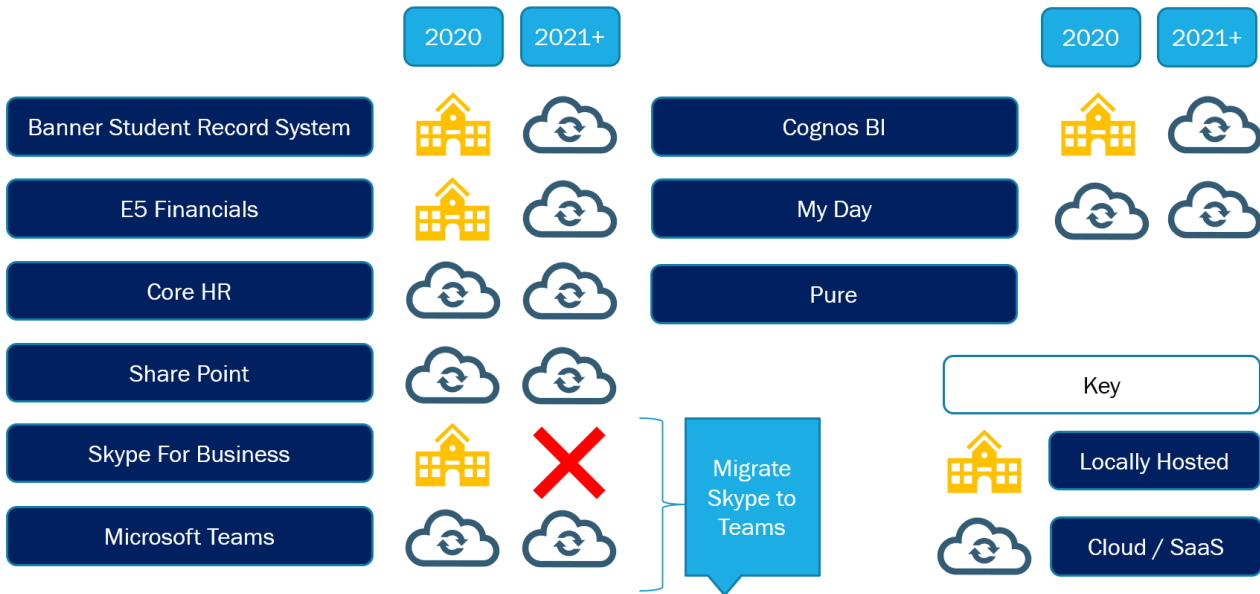 2020
2021+
2020
2021+
Banner Student Record System
Cognos BI
E5 Financials
My Day
Core HR
Pure
Share Point
Key
Skype For Business
Migrate
Skype to
Teams
Locally Hosted
Microsoft Teams
Cloud / SaaS